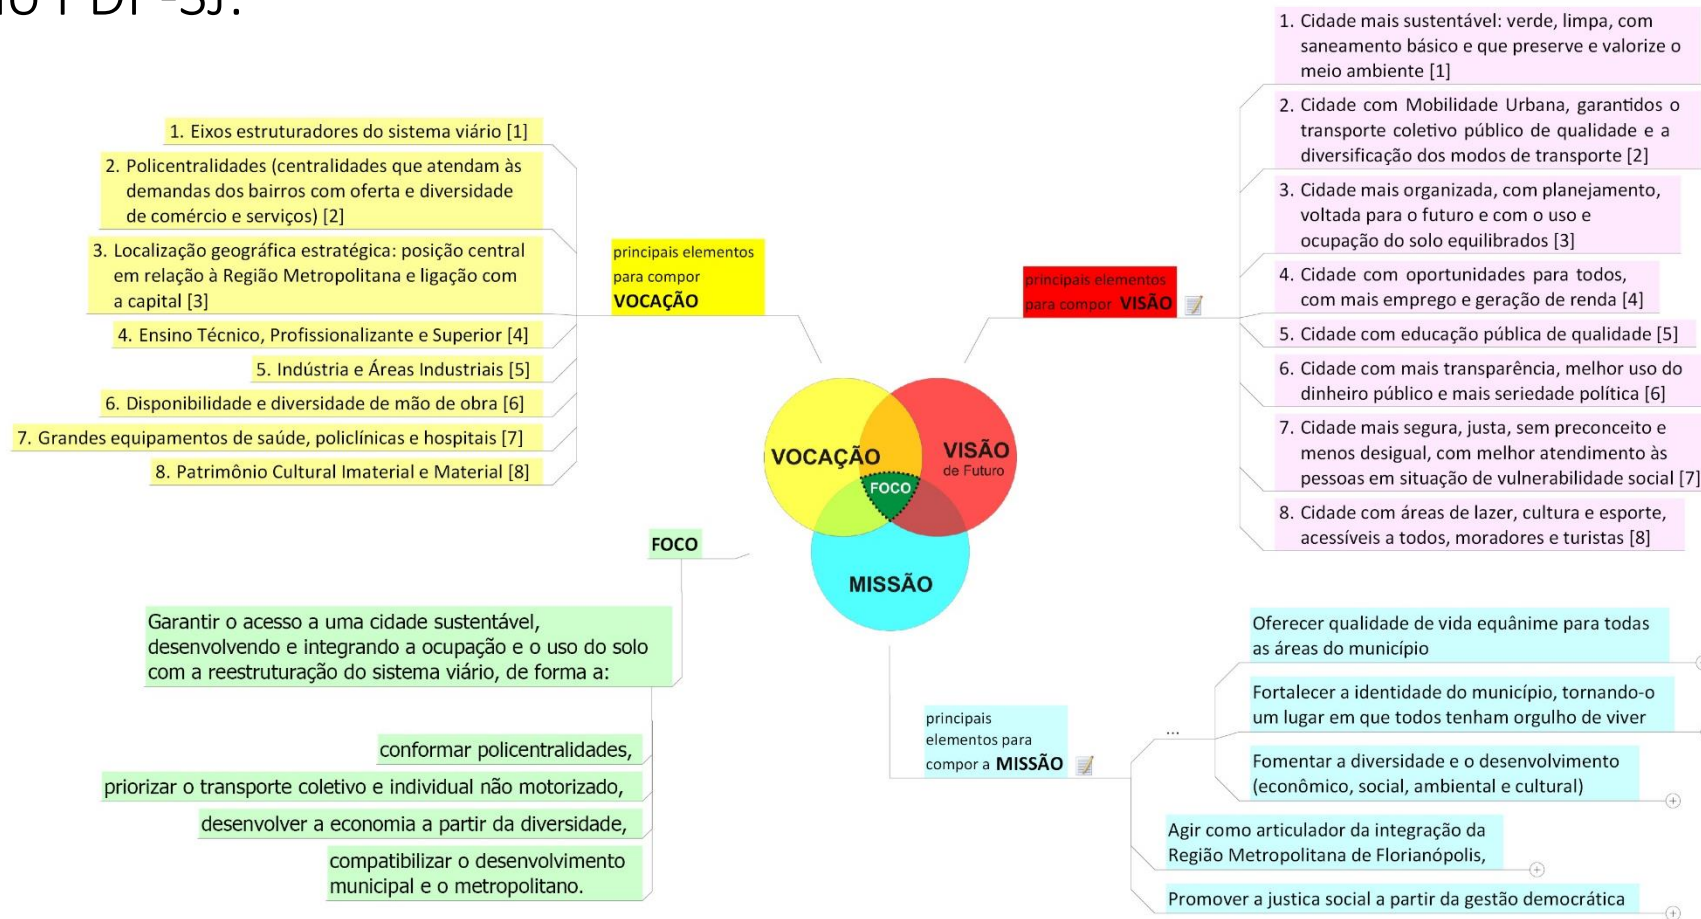 no PDP-SJ:
1. Eixos estruturadores do sistema viário [1]
2. Policentralidades (centralidades que atendam às
demandas dos bairros com oferta e diversidade
de comércio e serviços) [2]
3. Localização geográfica estratégica: posição central
em relação à Região Metropolitana e ligação com
a capital [3]
4. Ensino Técnico, Profissionalizante e Superior [4]
5. Indústria e Áreas Industriais [5]
6. Disponibilidade e diversidade de mão de obra [6]
7. Grandes equipamentos de saúde, policlínicas e hospitais [7]
8. Patrimônio Cultural Imaterial e Material [8]
principais elementos
para compor
VOCAÇÃO
principais elementos
para compor VISÃO
1. Cidade mais sustentável: verde, limpa, com
saneamento básico e que preserve e valorize o
meio ambiente [1]
2. Cidade com Mobilidade Urbana, garantidos o
transporte coletivo público de qualidade e a
diversificação dos modos de transporte [2]
3. Cidade mais organizada, com planejamento,
voltada para o futuro e com o uso e
ocupação do solo equilibrados [3]
4. Cidade com oportunidades para todos,
com mais emprego e geração de renda [4]
5. Cidade com educação pública de qualidade [5]
6. Cidade com mais transparência, melhor uso do
dinheiro público e mais seriedade política [6]
7. Cidade mais segura, justa, sem preconceito e
menos desigual, com melhor atendimento às
pessoas em situação de vulnerabilidade social [7]
8. Cidade com áreas de lazer, cultura e esporte,
acessíveis a todos, moradores e turistas [8]
VOCAÇÃO
VISÃO
de Futuro
FOCO
MISSÃO
FOCO
Garantir o acesso a uma cidade sustentável,
desenvolvendo e integrando a ocupação e o uso do solo
com a reestruturação do sistema viário, de forma a:
conformar policentralidades,
priorizar o transporte coletivo e individual não motorizado,
desenvolver a economia a partir da diversidade,
compatibilizar o desenvolvimento
municipal e o metropolitano.
principais
elementos para
compor a MISSÃO
...
Oferecer qualidade de vida equânime para todas
as áreas do município
Fortalecer a identidade do município, tornando-o
um lugar em que todos tenham orgulho de viver
Fomentar a diversidade e o desenvolvimento
(econômico, social, ambiental e cultural)
Agir como articulador da integração da
Região Metropolitana de Florianópolis,
Promover a justica social a partir da gestão democrática